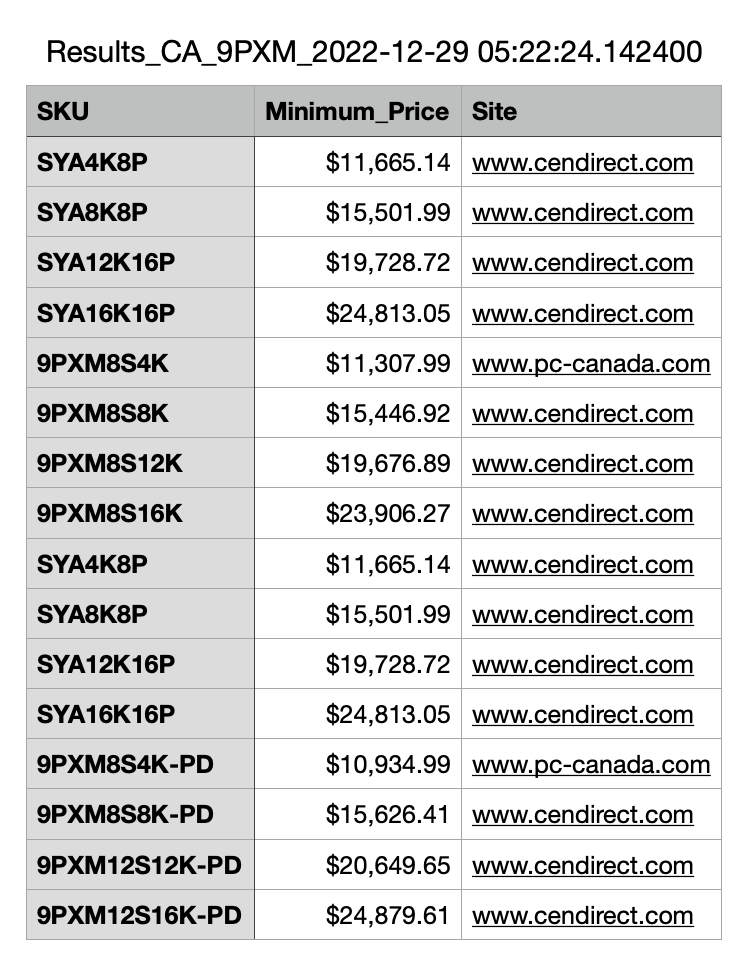 Results_CA_9PXM_2022-12-29 05:22:24.142400
SKU Minimum_Price Site
SYA4K8P $11,665.14 www.cendirect.com
SYA8K8P $15,501.99 www.cendirect.com
SYA12K16P $19,728.72 www.cendirect.com
SYA16K16P $24,813.05 www.cendirect.com
9PXM8S4K $11,307.99 www.pc-canada.com
9PXM8S8K $15,446.92 www.cendirect.com
9PXM8S12K $19,676.89 www.cendirect.com
9PXM8S16K $23,906.27 www.cendirect.com
SYA4K8P $11,665.14 www.cendirect.com
SYA8K8P $15,501.99 www.cendirect.com
SYA12K16P $19,728.72 www.cendirect.com
SYA16K16P $24,813.05 www.cendirect.com
9PXM8S4K-PD $10,934.99 www.pc-canada.com
9PXM8S8K-PD $15,626.41 www.cendirect.com
9PXM12S12K-PD $20,649.65 www.cendirect.com
9PXM12S16K-PD $24,879.61 www.cendirect.com